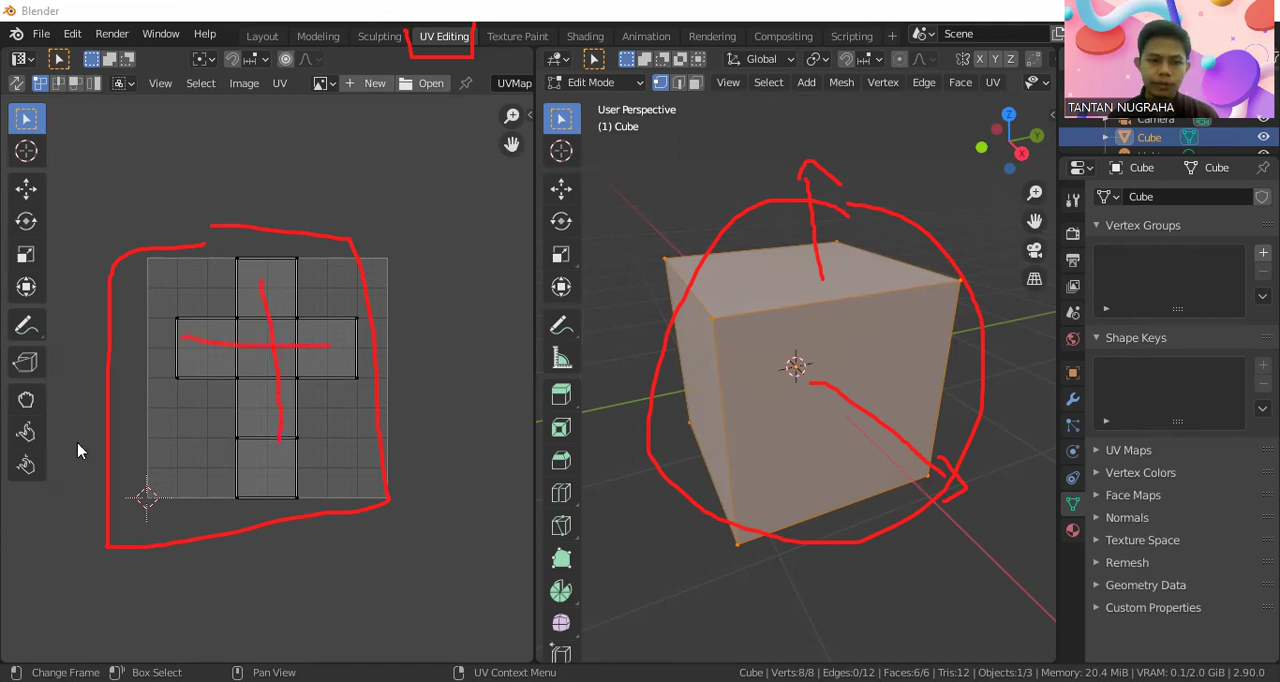 Blender
File Edit Render Window Help Layout Modeling Sculpting UV Editing Texture Paint Shading Animation Rendering Compositing Scripting + Scene
Global X Y Z
View Select Image UV + New Open UVMap
Edit Mode View Select Add Mesh Vertex Edge Face UV
TANTAN NUGRAHA
User Perspective
(1) Cube
Z
Y
X
Camera
Cube
Cube Cube
Cube
Vertex Groups
Shape Keys
UV Maps
Vertex Colors
Face Maps
Normals
Texture Space
Remesh
Geometry Data
Custom Properties
Change Frame Box Select Pan View UV Context Menu Cube | Verts:8/8 | Edges:0/12 | Faces:6/6 | Tris:12 | Objects:1/3 | Memory: 20.4 MiB | VRAM: 0.1/2.0 GiB | 2.90.0